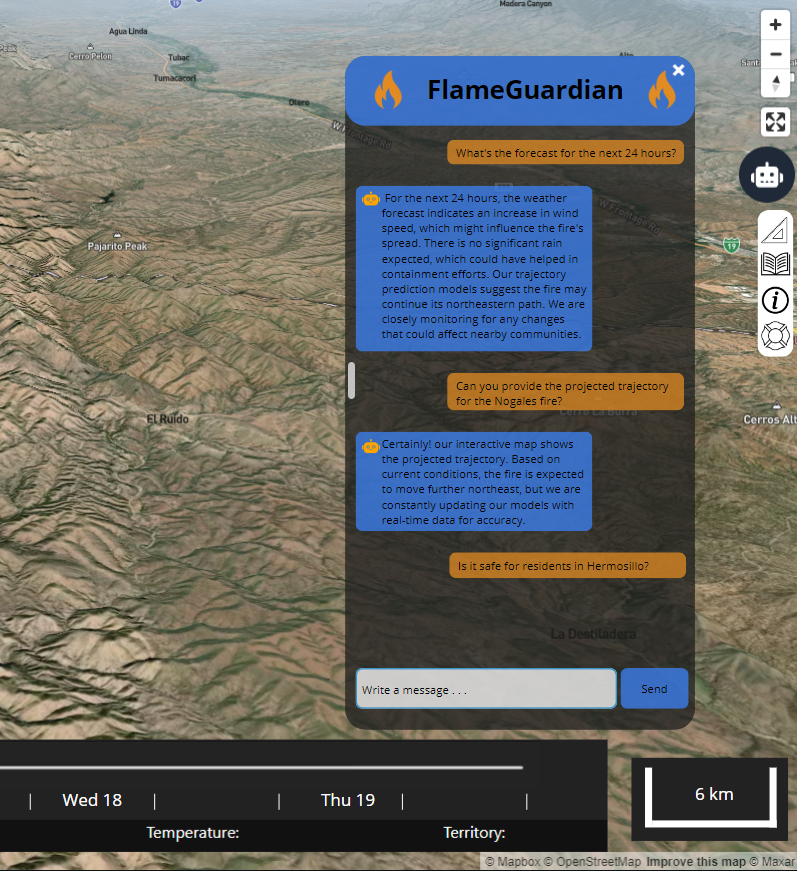 Madera Canyon
19
Agua Linda
Peak
Cerro Pelon
Tubac
Tumacacori
Otero
W Frontage Rd
Pajarito Peak
El Ruido
FlameGuardian
What's the forecast for the next 24 hours?
For the next 24 hours, the weather
forecast indicates an increase in wind
speed, which might influence the fire's
spread. There is no significant rain
expected, which could have helped in
containment efforts. Our trajectory
prediction models suggest the fire may
continue its northeastern path. We are
closely monitoring for any changes
that could affect nearby communities.
W Frontage Rd
Can you provide the projected trajectory
for the Nogales fire?
Cerro La Burra
Certainly! our interactive map shows
the projected trajectory. Based on
current conditions, the fire is expected
to move further northeast, but we are
constantly updating our models with
real-time data for accuracy.
Is it safe for residents in Hermosillo?
La Destiladera
Write a message . . .
Send
19
Cerros Alt
| Wed 18 | | Thu 19 | |
Temperature: Territory:
6 km
© Mapbox © OpenStreetMap Improve this map © Maxar